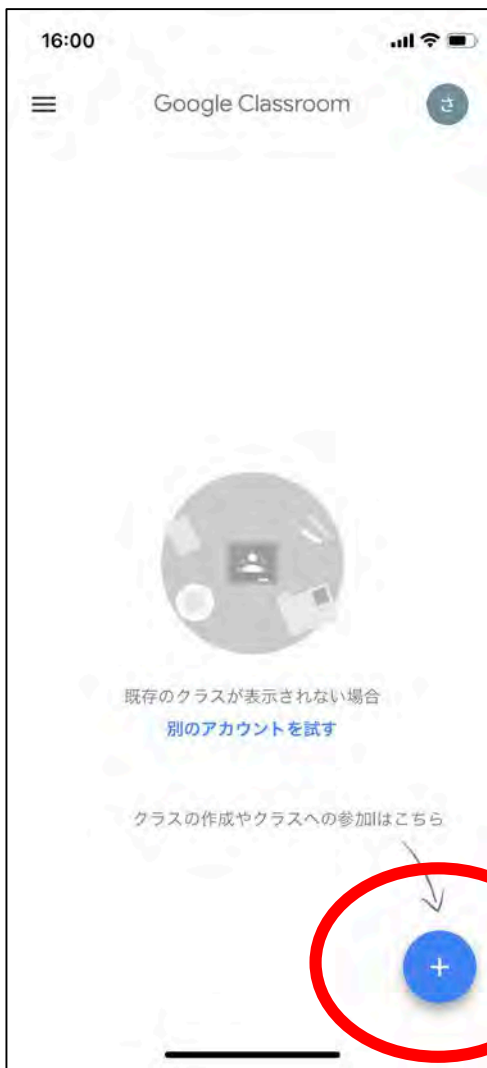 16:00
Google Classroom
さ
既存のクラスが表示されない場合
別のアカウントを試す
クラスの作成やクラスへの参加はこちら
+